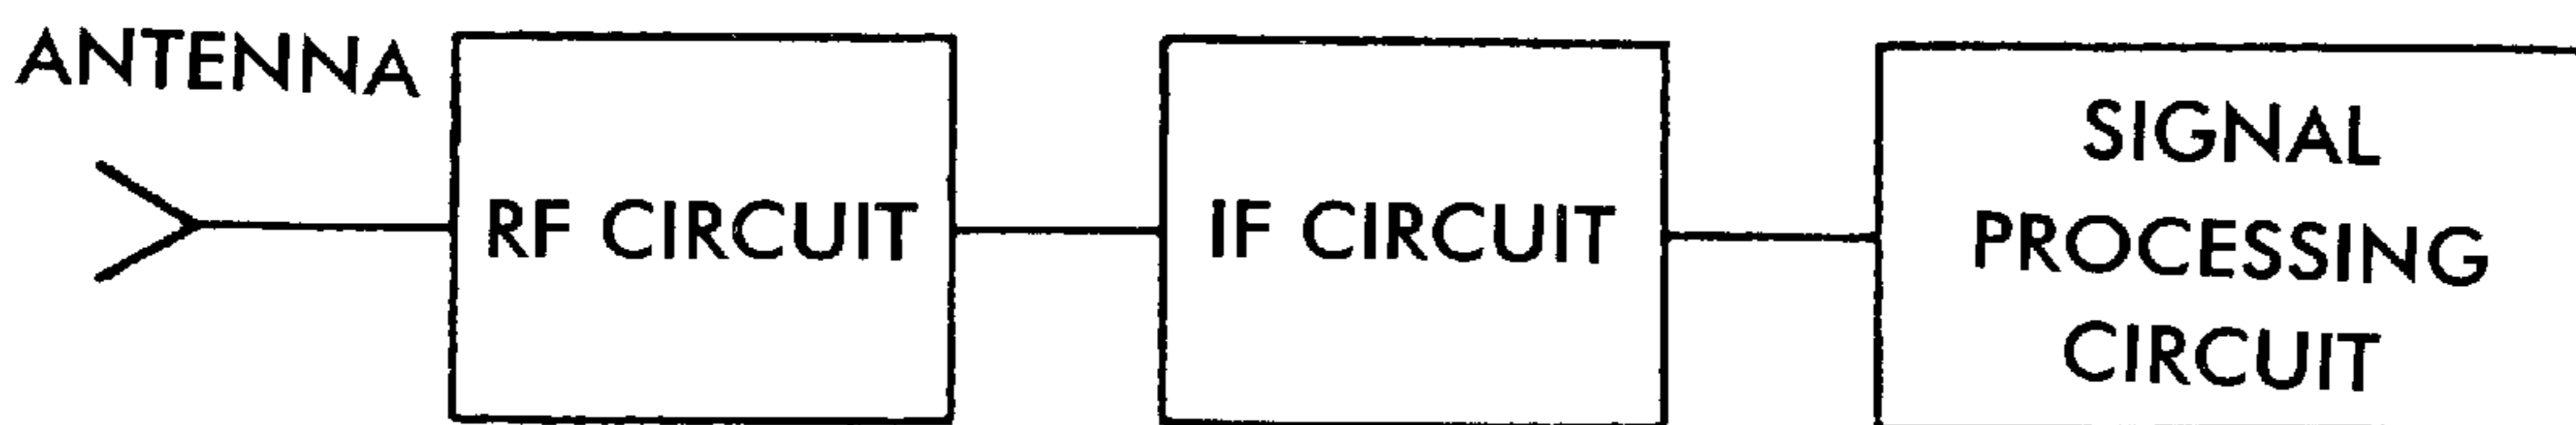 ANTENNA
RF CIRCUIT
IF CIRCUIT
SIGNAL
PROCESSING
CIRCUIT